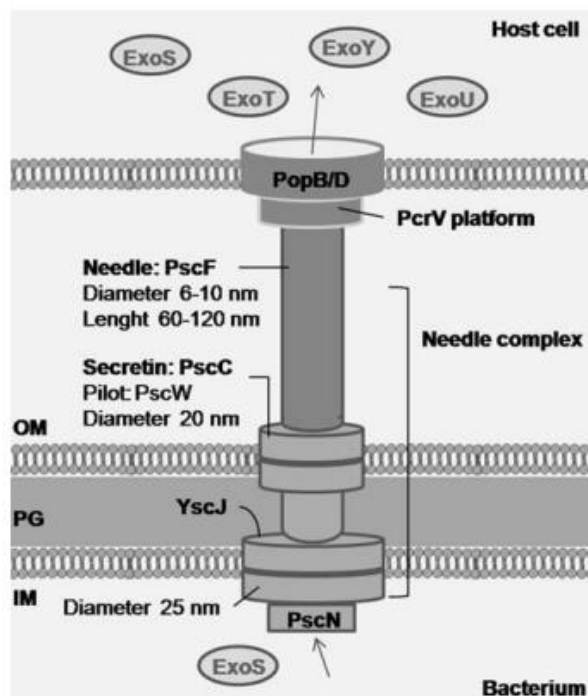 Host cell
ExoS
ExoY
ExoT
ExoU
PopB/D
PcrV platform
Needle: PscF
Diameter 6-10 nm
Lenght 60-120 nm
Needle complex
Secretin: PscC
Pilot: PscW
Diameter 20 nm
OM
PG
YscJ
IM
Diameter 25 nm
PscN
ExoS
Bacterium